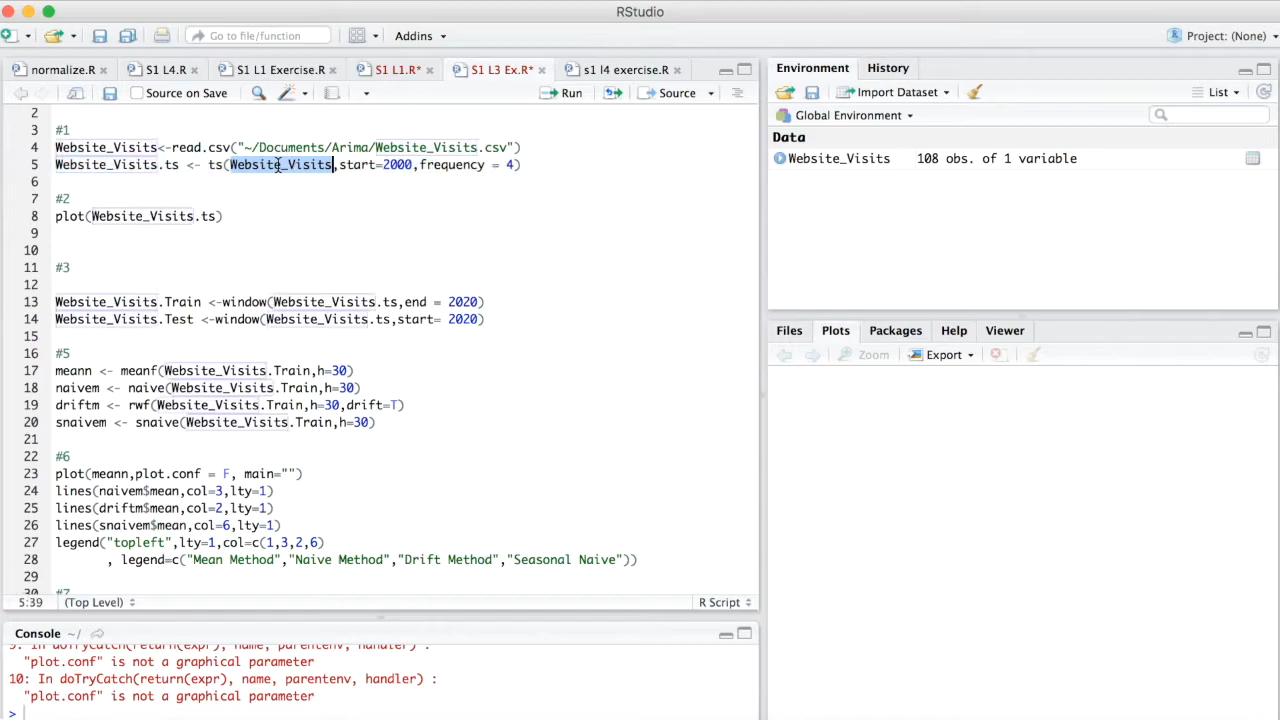 RStudio
Go to file/function
Addins
Project: (None)
normalize.R
S1 L4.R
S1 L1 Exercise.R
S1 L1.R*
S1 L3 Ex.R*
s1 l4 exercise.R
Source on Save
Run
Source
2
3 #1
4 Website_Visits<-read.csv("~/Documents/Arima/Website_Visits.csv")
5 Website_Visits.ts <- ts(Website_Visits,start=2000,frequency = 4)
6
7 #2
8 plot(Website_Visits.ts)
9
10
11 #3
12
13 Website_Visits.Train <-window(Website_Visits.ts,end = 2020)
14 Website_Visits.Test <-window(Website_Visits.ts,start= 2020)
15
16 #5
17 meann <- meanf(Website_Visits.Train,h=30)
18 naivem <- naive(Website_Visits.Train,h=30)
19 driftm <- rwf(Website_Visits.Train,h=30,drift=T)
20 snaivem <- snaive(Website_Visits.Train,h=30)
21
22 #6
23 plot(meann,plot.conf = F, main="")
24 lines(naivem$mean,col=3,lty=1)
25 lines(driftm$mean,col=2,lty=1)
26 lines(snaivem$mean,col=6,lty=1)
27 legend("topleft",lty=1,col=c(1,3,2,6)
28 , legend=c("Mean Method","Naive Method","Drift Method","Seasonal Naive"))
29
30 #7
5:39 (Top Level) R Script
Console ~/
9: In doTryCatch(return(expr), name, parentenv, handler) :
"plot.conf" is not a graphical parameter
10: In doTryCatch(return(expr), name, parentenv, handler) :
"plot.conf" is not a graphical parameter
>
Environment History
Import Dataset
List
Global Environment
Data
Website_Visits 108 obs. of 1 variable
Files Plots Packages Help Viewer
Zoom Export